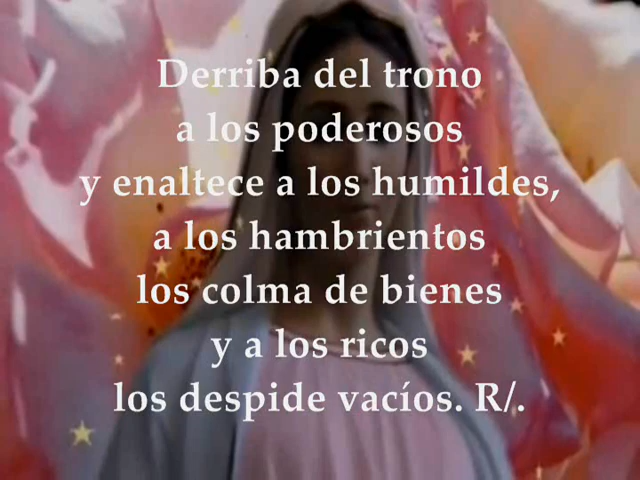 Derriba del trono
a los poderosos
y enaltece a los humildes,
a los hambrientos
los colma de bienes
y a los ricos
los despide vacíos. R/.